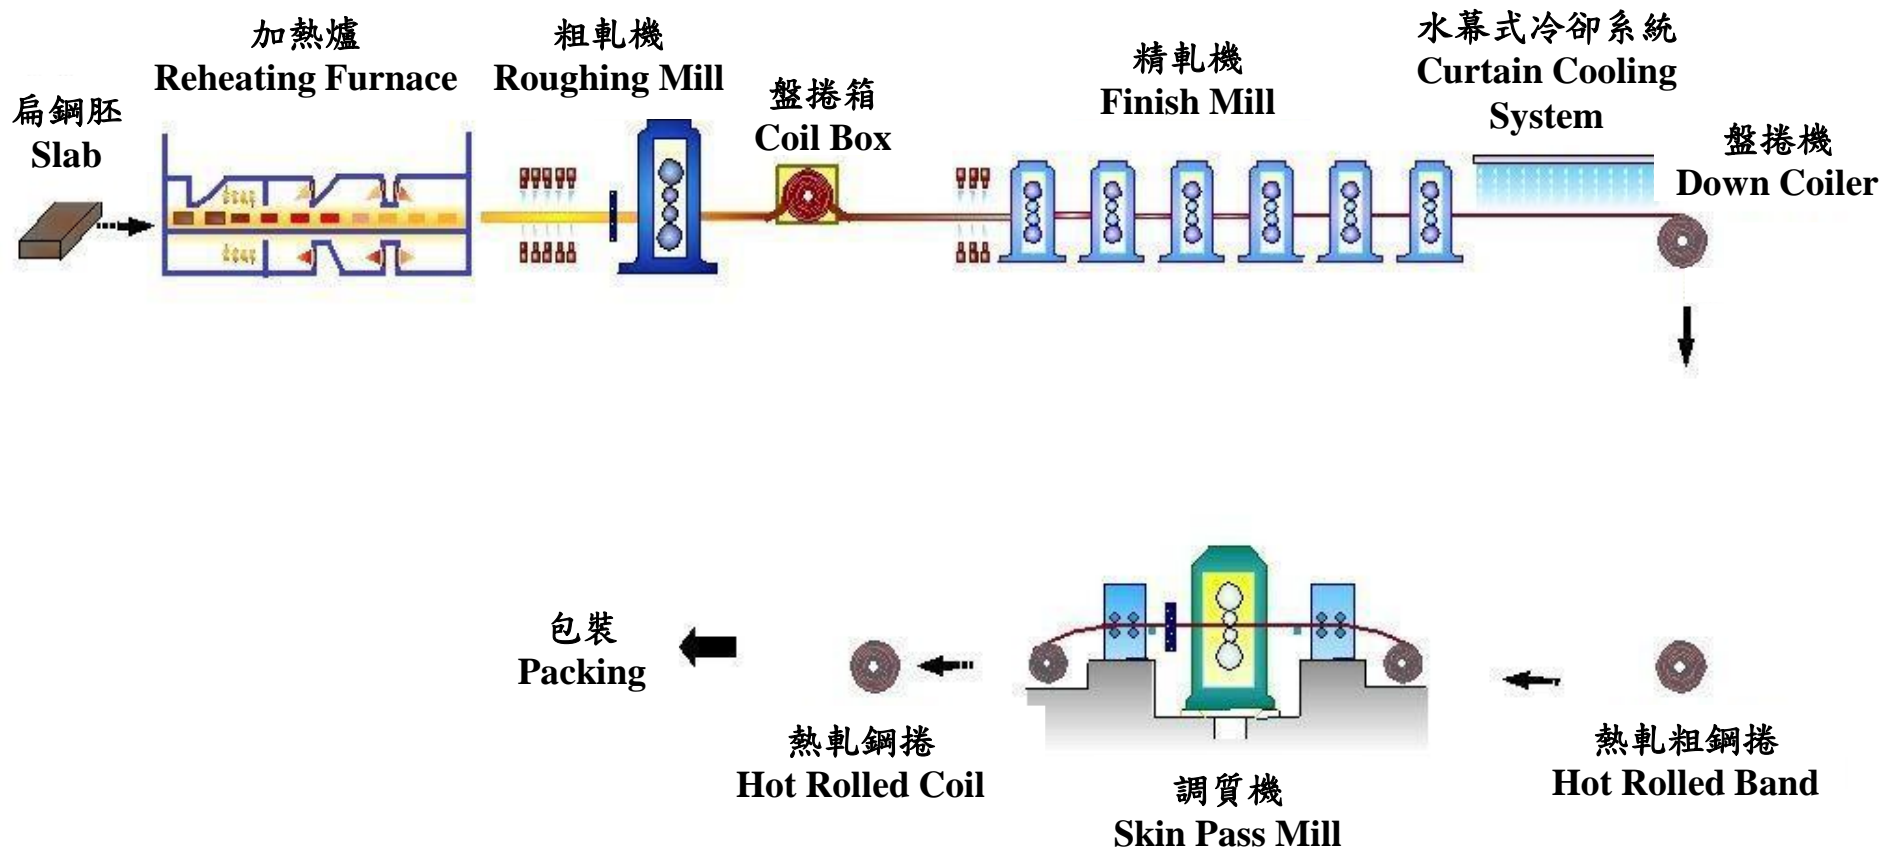 加熱爐
Reheating Furnace
粗軋機
Roughing Mill
水幕式冷卻系統
Curtain Cooling
System
精軋機
Finish Mill
扁鋼胚
Slab
盤捲箱
Coil Box
盤捲機
Down Coiler
包裝
Packing
熱軋鋼捲
Hot Rolled Coil
調質機
Skin Pass Mill
熱軋粗鋼捲
Hot Rolled Band